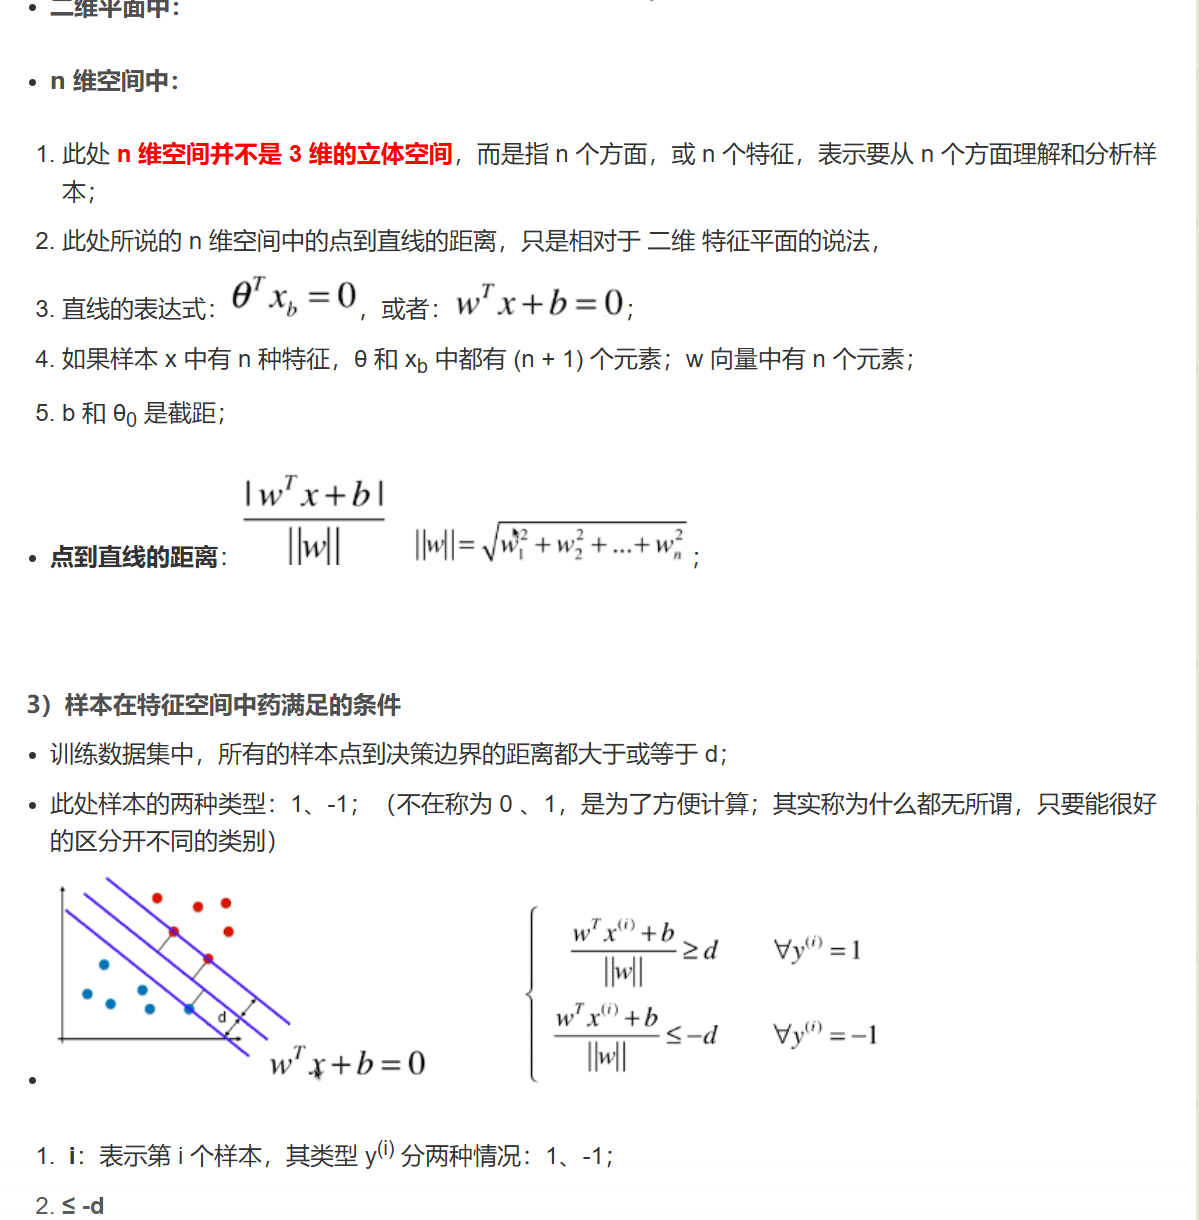 • 二维平面中：
• n 维空间中：
1. 此处 n 维空间并不是 3 维的立体空间，而是指 n 个方面，或 n 个特征，表示要从 n 个方面理解和分析样
本；
2. 此处所说的 n 维空间中的点到直线的距离，只是相对于 二维 特征平面的说法，
3. 直线的表达式：θ^T x_b = 0，或者：w^T x + b = 0；
4. 如果样本 x 中有 n 种特征，θ 和 x_b 中都有 (n + 1) 个元素；w 向量中有 n 个元素；
5. b 和 θ_0 是截距；
• 点到直线的距离： |w^T x + b| / ||w||   ||w|| = √(w_1^2 + w_2^2 + ... + w_n^2)；
3）样本在特征空间中药满足的条件
• 训练数据集中，所有的样本点到决策边界的距离都大于或等于 d；
• 此处样本的两种类型：1、-1；（不在称为 0 、1，是为了方便计算；其实称为什么都无所谓，只要能很好
的区分开不同的类别）
(w^T x^(i) + b) / ||w|| ≥ d   ∀y^(i) = 1
d
(w^T x^(i) + b) / ||w|| ≤ -d   ∀y^(i) = -1
w^T x + b = 0
•
1. i：表示第 i 个样本，其类型 y^(i) 分两种情况：1、-1；
2. ≤ -d